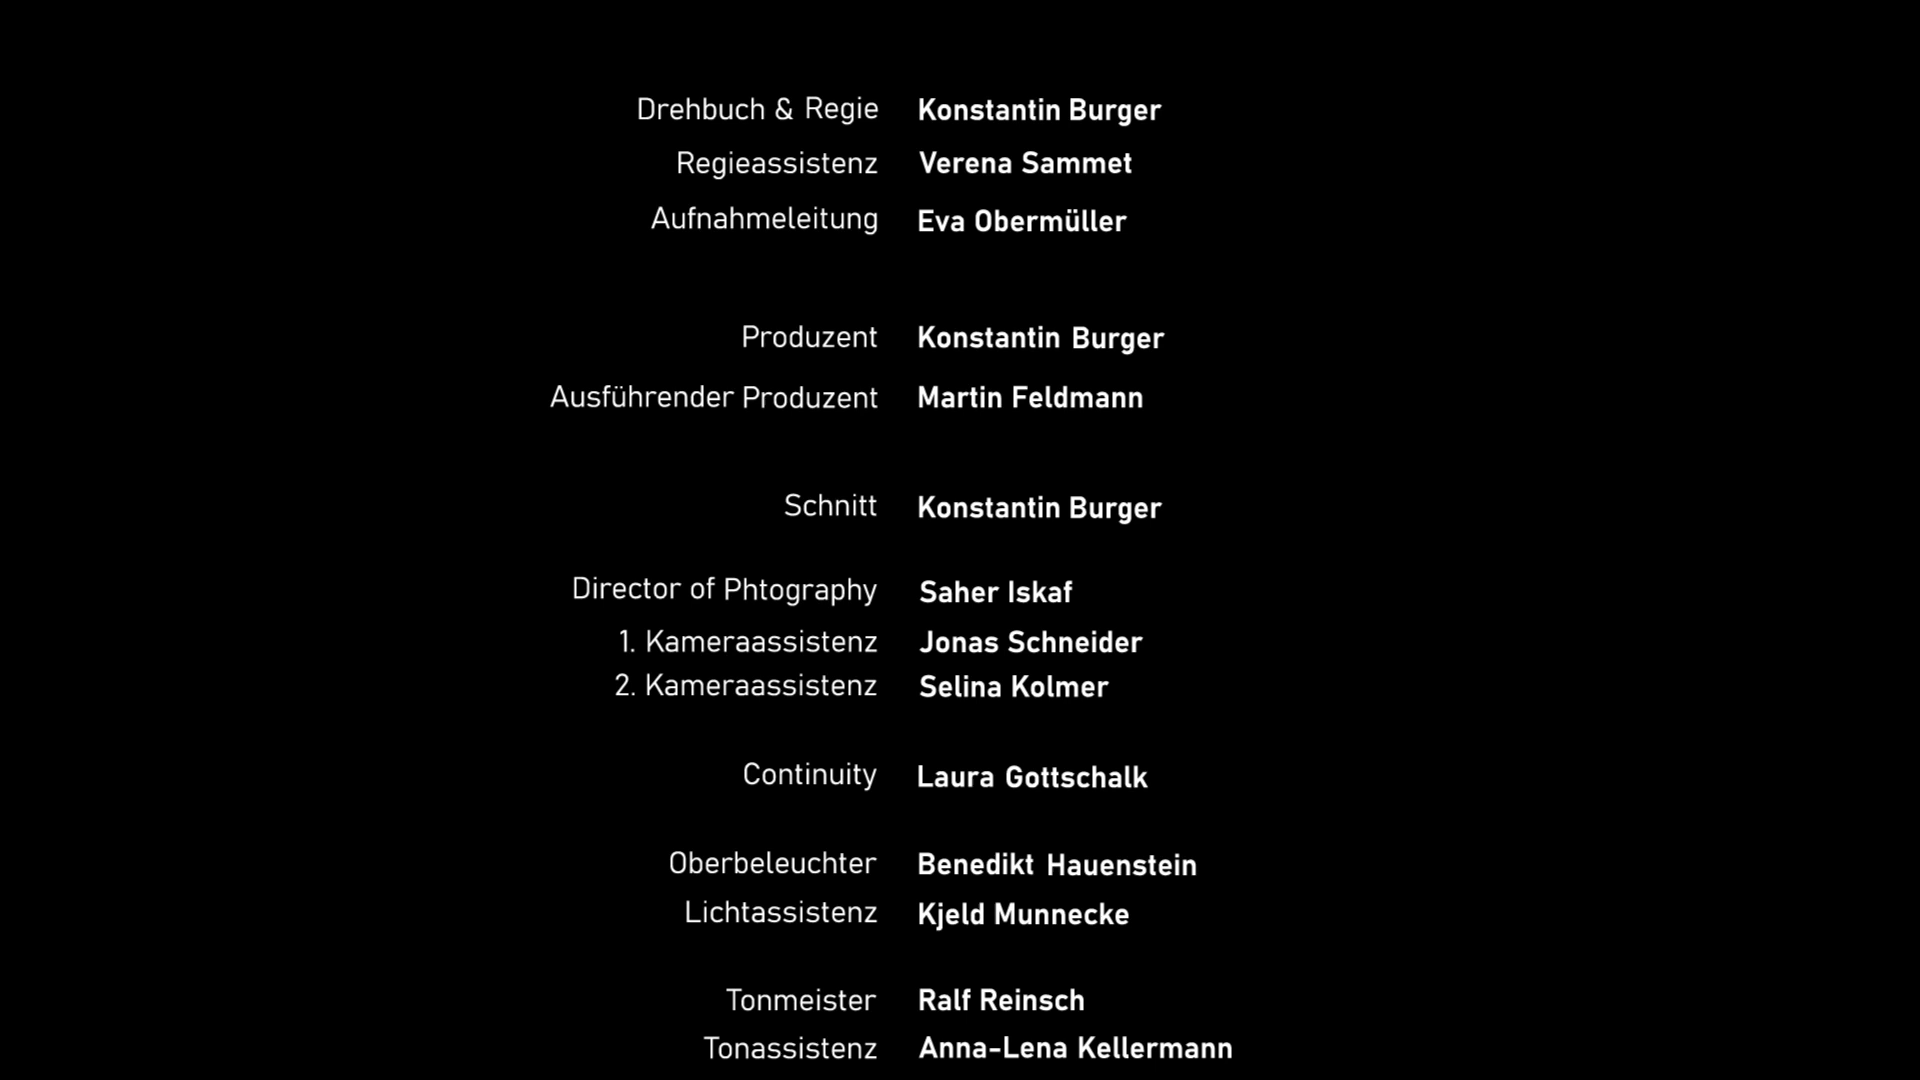 Drehbuch & Regie Konstantin Burger
Regieassistenz Verena Sammet
Aufnahmeleitung Eva Obermüller
Produzent Konstantin Burger
Ausführender Produzent Martin Feldmann
Schnitt Konstantin Burger
Director of Phtography Saher Iskaf
1. Kameraassistenz Jonas Schneider
2. Kameraassistenz Selina Kolmer
Continuity Laura Gottschalk
Oberbeleuchter Benedikt Hauenstein
Lichtassistenz Kjeld Munnecke
Tonmeister Ralf Reinsch
Tonassistenz Anna-Lena Kellermann